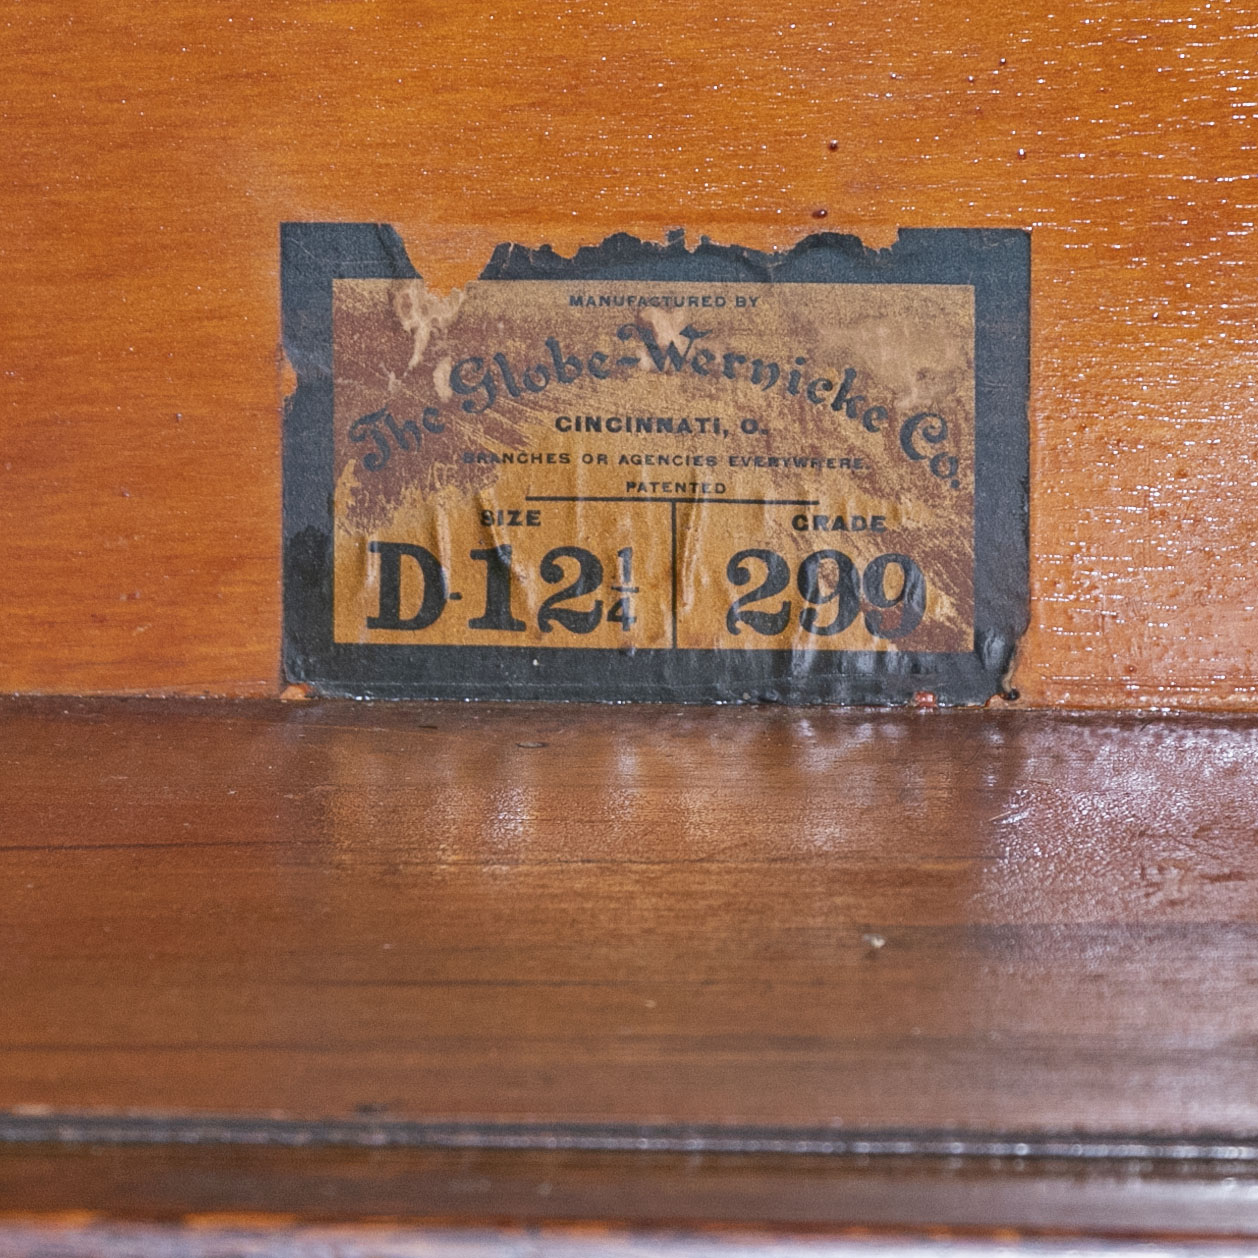 MANUFACTURED BY
The Globe-Wernicke Co.
CINCINNATI, O.
BRANCHES OR AGENCIES EVERYWHERE.
PATENTED
SIZE GRADE
D-12¼ 299